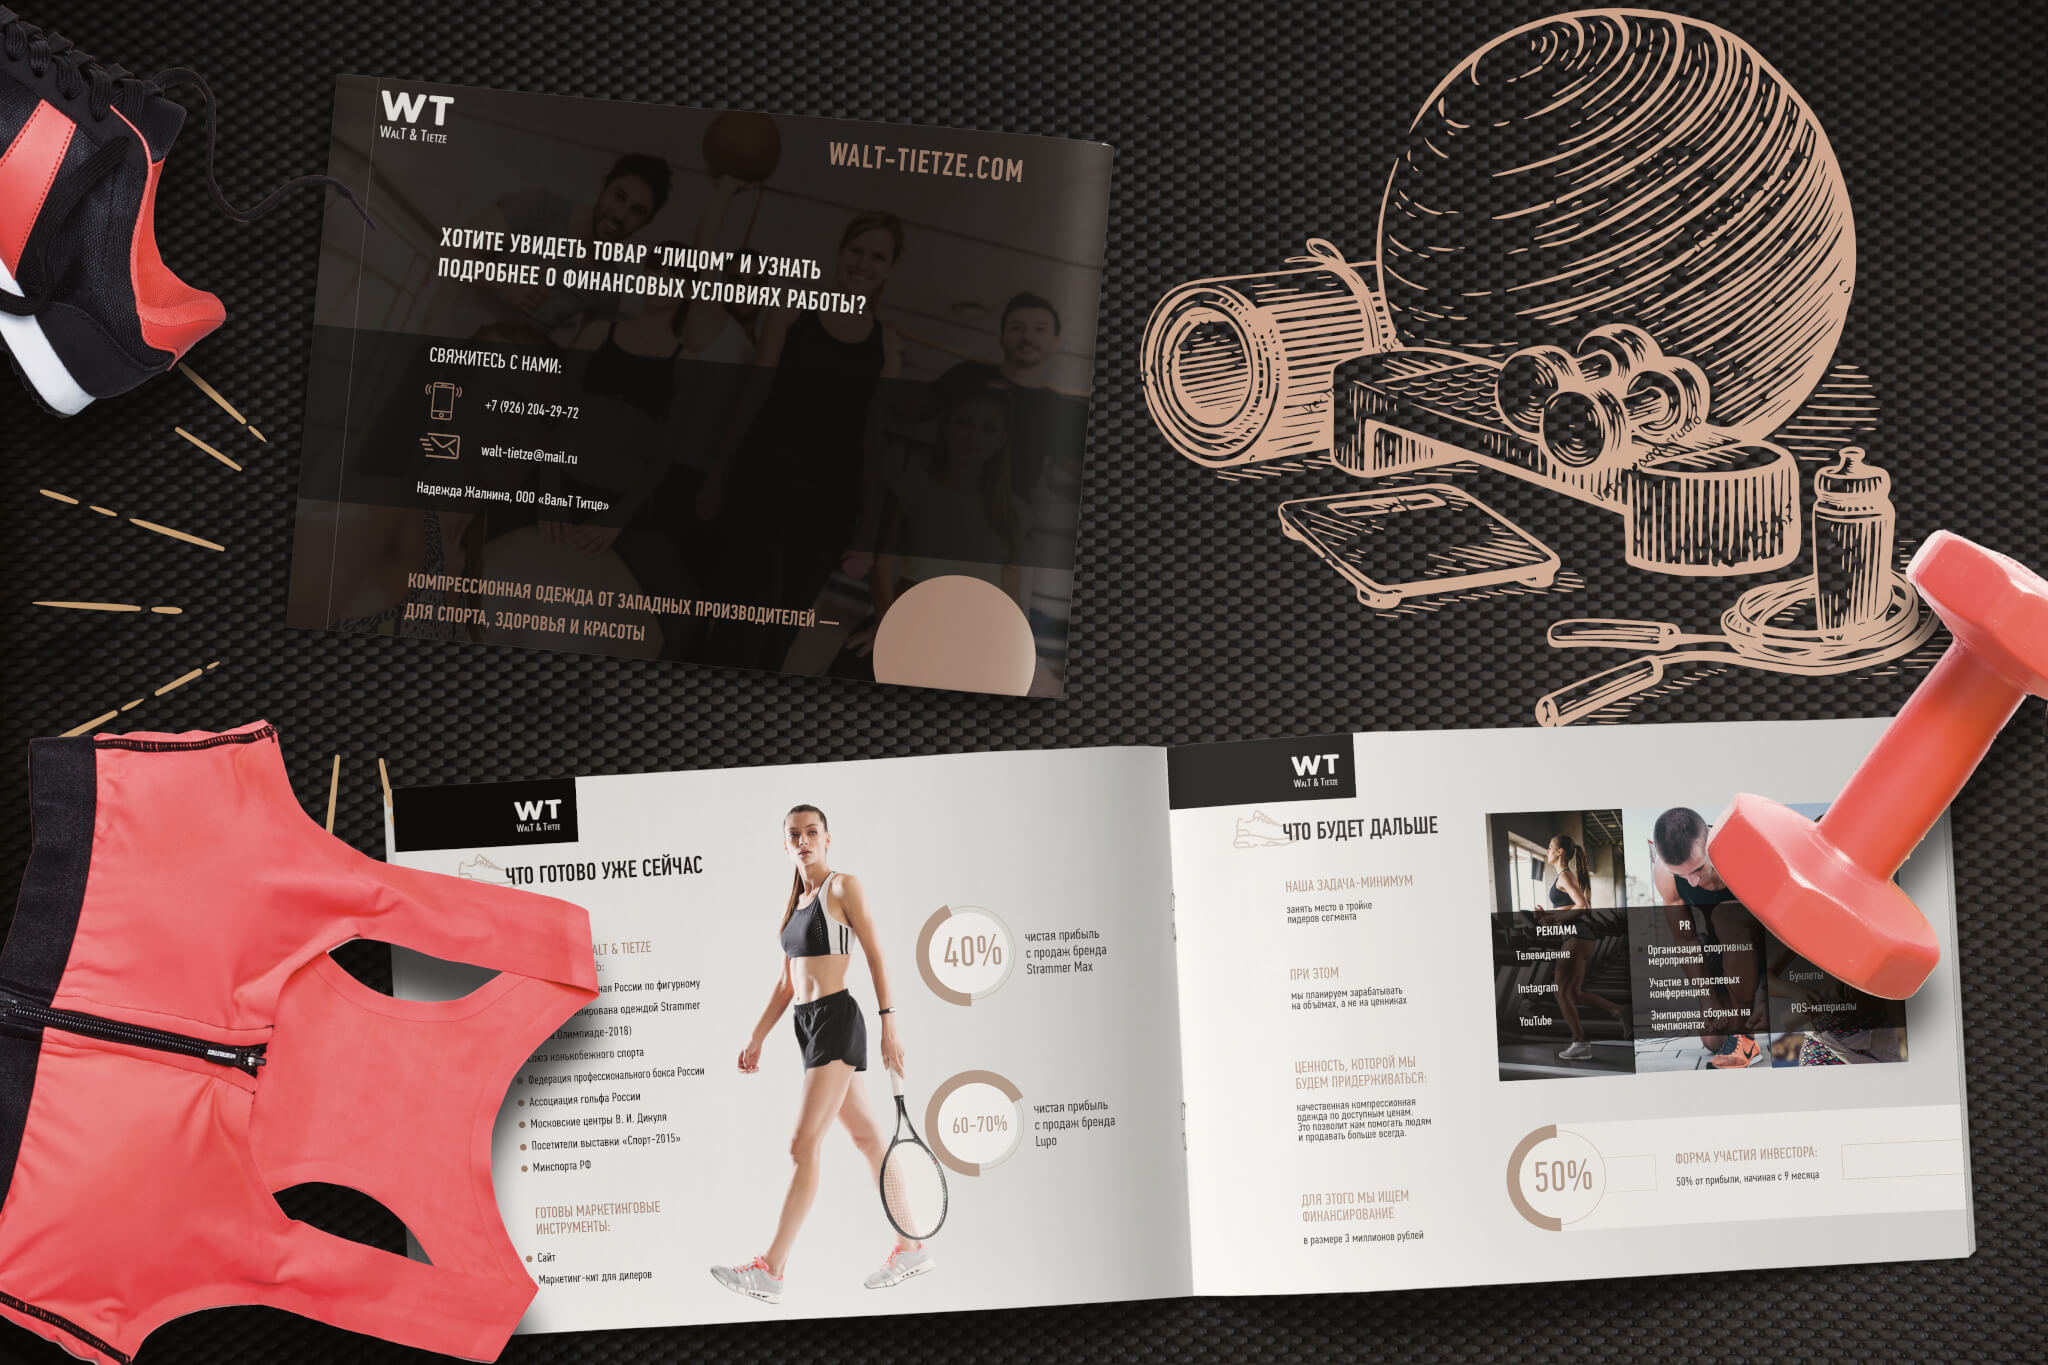 WT
WALT & TIETZE
WALT-TIETZE.COM
ХОТИТЕ УВИДЕТЬ ТОВАР “ЛИЦОМ” И УЗНАТЬ
ПОДРОБНЕЕ О ФИНАНСОВЫХ УСЛОВИЯХ РАБОТЫ?
СВЯЖИТЕСЬ С НАМИ:
+7 (926) 204-29-72
walt-tietze@mail.ru
Надежда Жалнина, ООО «ВальТ Титце»
КОМПРЕССИОННАЯ ОДЕЖДА ОТ ЗАПАДНЫХ ПРОИЗВОДИТЕЛЕЙ —
ДЛЯ СПОРТА, ЗДОРОВЬЯ И КРАСОТЫ
WT
WALT & TIETZE
ЧТО ГОТОВО УЖЕ СЕЙЧАС
ALT & TIETZE
ная России по фигурному
ипирована одеждой Strammer
Олимпиаде-2018)
оюз конькобежного спорта
Федерация профессионального бокса России
Ассоциация гольфа России
Московские центры В. И. Дикуля
Посетители выставки «Спорт-2015»
Минспорта РФ
ГОТОВЫ МАРКЕТИНГОВЫЕ
ИНСТРУМЕНТЫ:
Сайт
Маркетинг-кит для дилеров
40%
чистая прибыль
с продаж бренда
Strammer Max
60-70%
чистая прибыль
с продаж бренда
Lupo
WT
WALT & TIETZE
ЧТО БУДЕТ ДАЛЬШЕ
НАША ЗАДАЧА-МИНИМУМ
занять место в тройке
лидеров сегмента
ПРИ ЭТОМ
мы планируем зарабатывать
на объёмах, а не на ценниках
ЦЕННОСТЬ, КОТОРОЙ МЫ
БУДЕМ ПРИДЕРЖИВАТЬСЯ:
качественная компрессионная
одежда по доступным ценам.
Это позволит нам помогать людям
и продавать больше всегда.
ДЛЯ ЭТОГО МЫ ИЩЕМ
ФИНАНСИРОВАНИЕ
в размере 3 миллионов рублей
РЕКЛАМА
Телевидение
Instagram
YouTube
PR
Организация спортивных
мероприятий
Участие в отраслевых
конференциях
Экипировка сборных на
чемпионатах
Буклеты
POS-материалы
50%
ФОРМА УЧАСТИЯ ИНВЕСТОРА:
50% от прибыли, начиная с 9 месяца